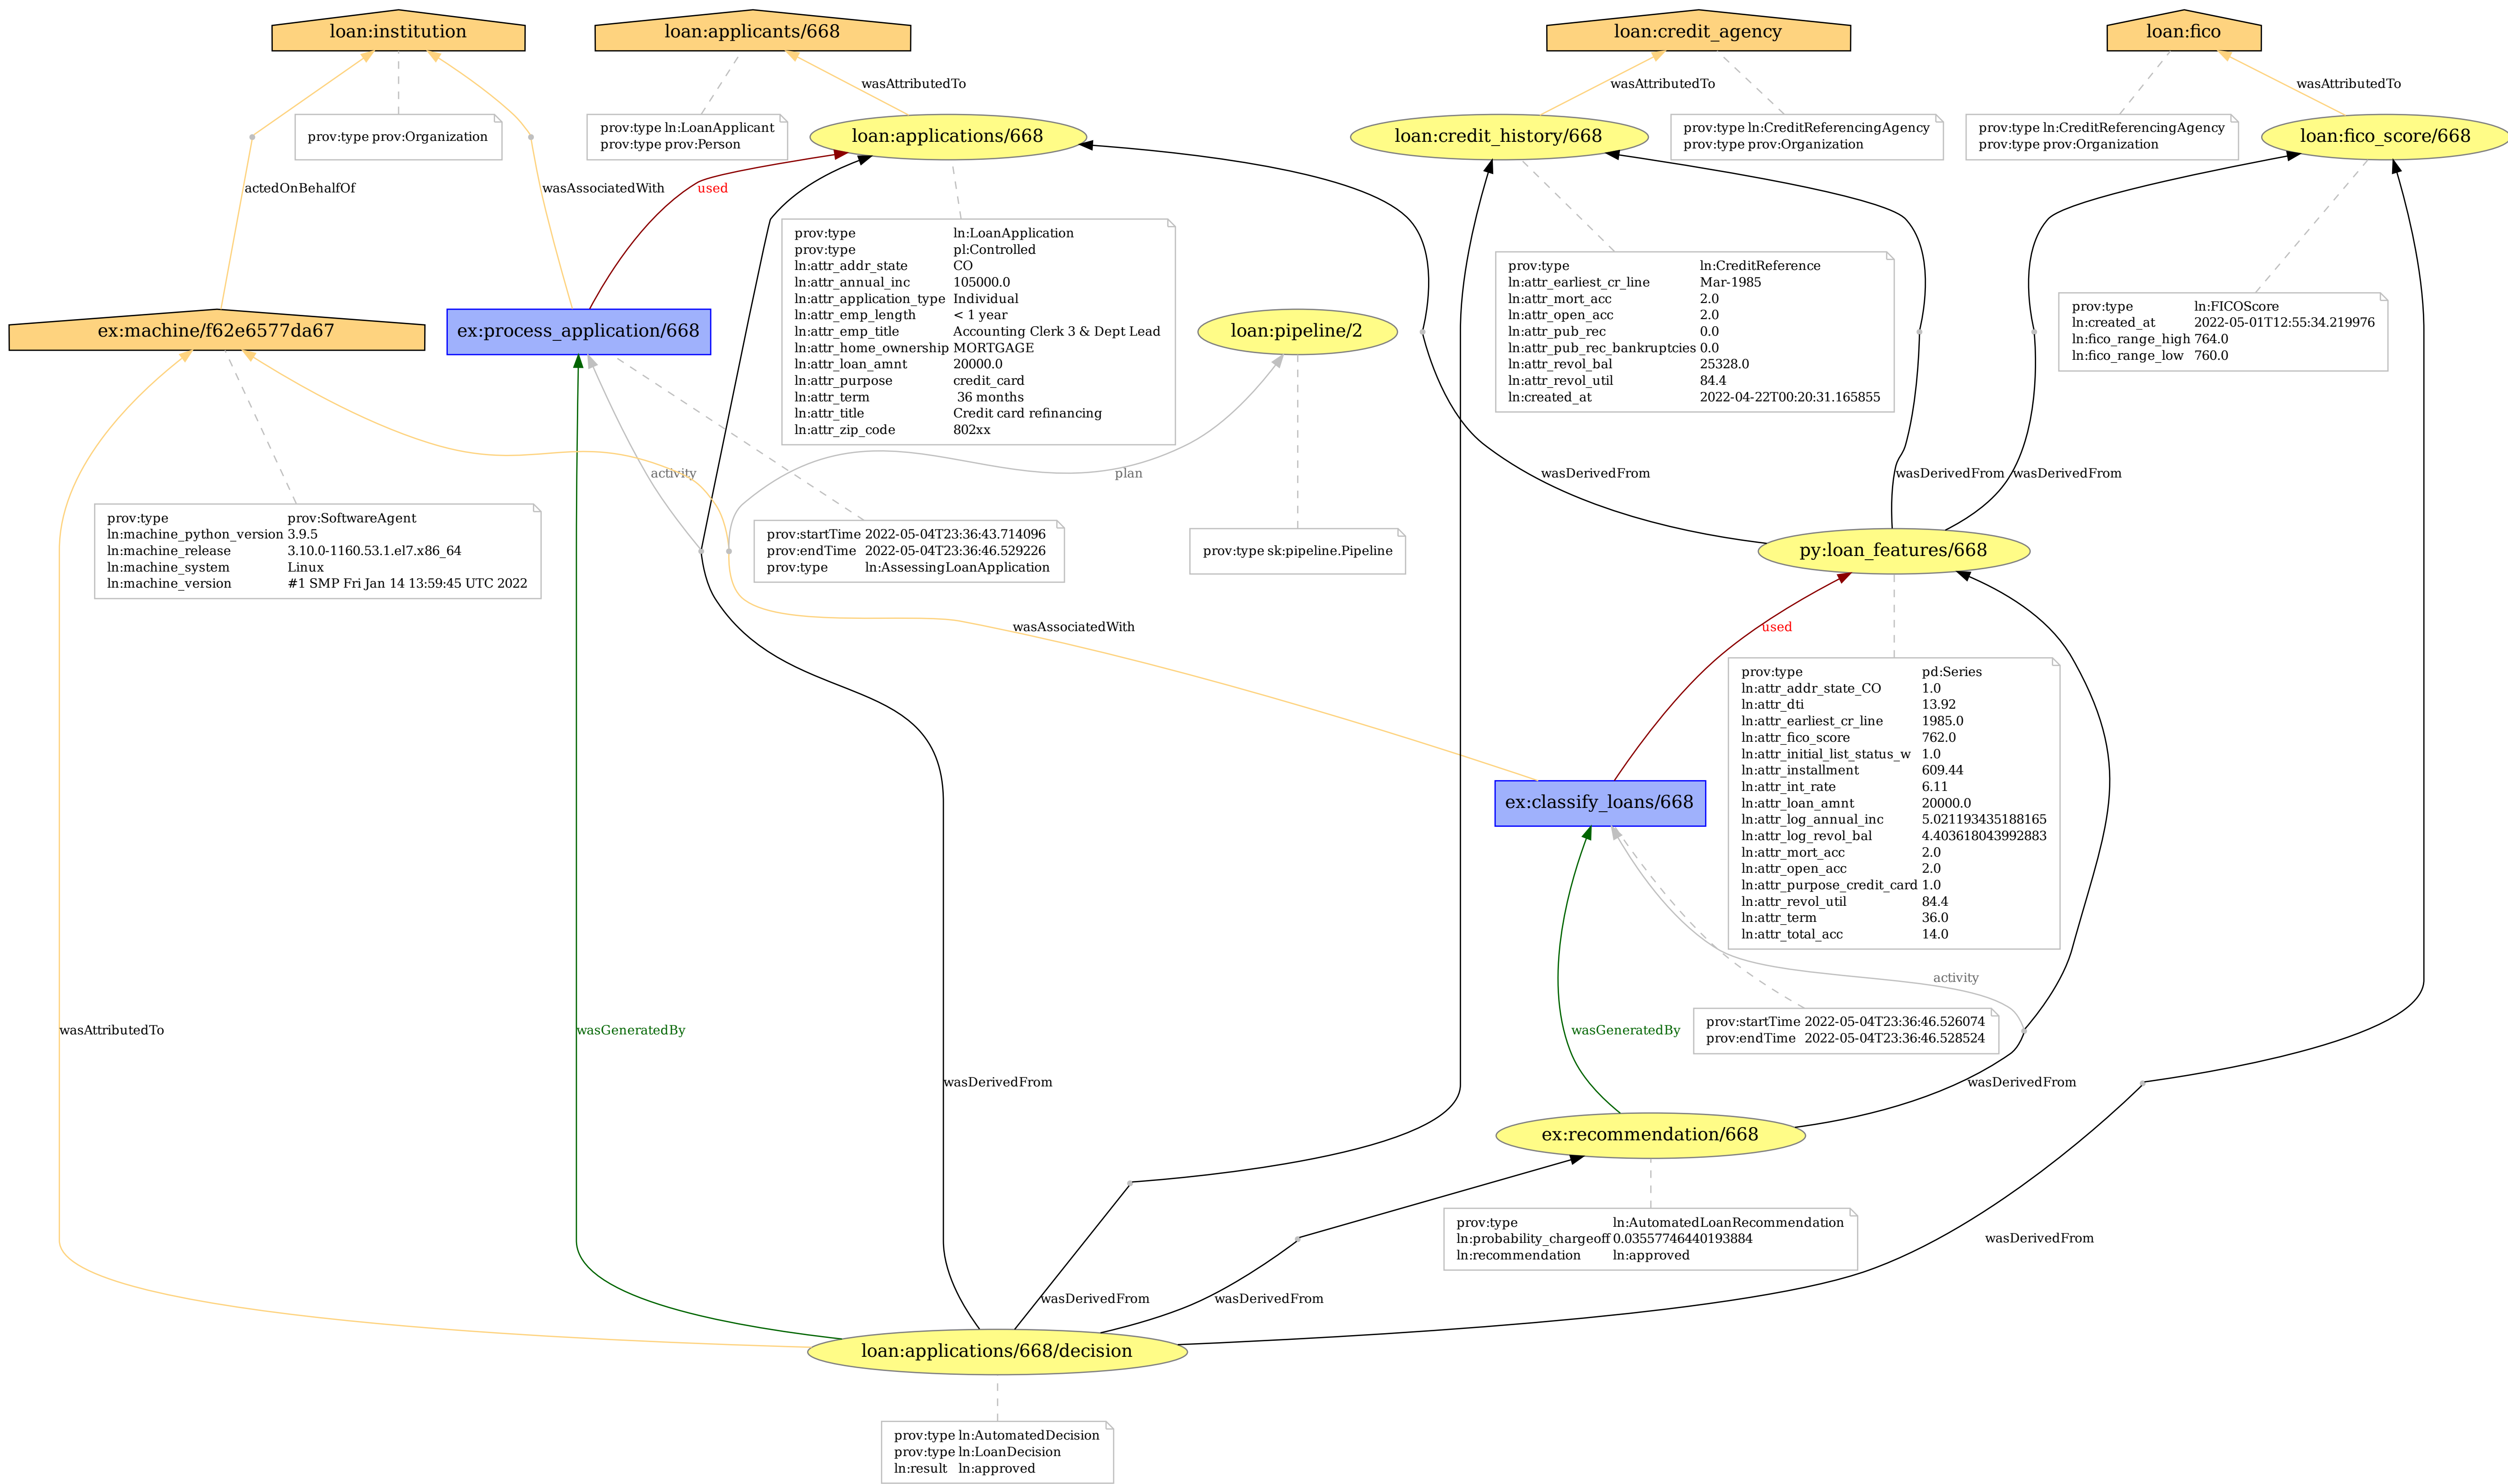 loan:institution
loan:applicants/668
loan:credit_agency
loan:fico
wasAttributedTo
wasAttributedTo
wasAttributedTo
prov:type prov:Organization
prov:type ln:LoanApplicant
prov:type prov:Person
loan:applications/668
loan:credit_history/668
prov:type ln:CreditReferencingAgency
prov:type prov:Organization
prov:type ln:CreditReferencingAgency
prov:type prov:Organization
loan:fico_score/668
actedOnBehalfOf
wasAssociatedWith
used
prov:type ln:LoanApplication
prov:type pl:Controlled
ln:attr_addr_state CO
ln:attr_annual_inc 105000.0
ln:attr_application_type Individual
ln:attr_emp_length < 1 year
ln:attr_emp_title Accounting Clerk 3 & Dept Lead
ln:attr_home_ownership MORTGAGE
ln:attr_loan_amnt 20000.0
ln:attr_purpose credit_card
ln:attr_term 36 months
ln:attr_title Credit card refinancing
ln:attr_zip_code 802xx
prov:type ln:CreditReference
ln:attr_earliest_cr_line Mar-1985
ln:attr_mort_acc 2.0
ln:attr_open_acc 2.0
ln:attr_pub_rec 0.0
ln:attr_pub_rec_bankruptcies 0.0
ln:attr_revol_bal 25328.0
ln:attr_revol_util 84.4
ln:created_at 2022-04-22T00:20:31.165855
prov:type ln:FICOScore
ln:created_at 2022-05-01T12:55:34.219976
ln:fico_range_high 764.0
ln:fico_range_low 760.0
ex:machine/f62e6577da67
ex:process_application/668
loan:pipeline/2
activity
plan
wasDerivedFrom
wasDerivedFrom
wasDerivedFrom
prov:type prov:SoftwareAgent
ln:machine_python_version 3.9.5
ln:machine_release 3.10.0-1160.53.1.el7.x86_64
ln:machine_system Linux
ln:machine_version #1 SMP Fri Jan 14 13:59:45 UTC 2022
prov:startTime 2022-05-04T23:36:43.714096
prov:endTime 2022-05-04T23:36:46.529226
prov:type ln:AssessingLoanApplication
prov:type sk:pipeline.Pipeline
py:loan_features/668
wasAssociatedWith
used
prov:type pd:Series
ln:attr_addr_state_CO 1.0
ln:attr_dti 13.92
ln:attr_earliest_cr_line 1985.0
ln:attr_fico_score 762.0
ln:attr_initial_list_status_w 1.0
ln:attr_installment 609.44
ln:attr_int_rate 6.11
ln:attr_loan_amnt 20000.0
ln:attr_log_annual_inc 5.021193435188165
ln:attr_log_revol_bal 4.403618043992883
ln:attr_mort_acc 2.0
ln:attr_open_acc 2.0
ln:attr_purpose_credit_card 1.0
ln:attr_revol_util 84.4
ln:attr_term 36.0
ln:attr_total_acc 14.0
ex:classify_loans/668
activity
wasAttributedTo
wasGeneratedBy
wasGeneratedBy
prov:startTime 2022-05-04T23:36:46.526074
prov:endTime 2022-05-04T23:36:46.528524
wasDerivedFrom
wasDerivedFrom
ex:recommendation/668
prov:type ln:AutomatedLoanRecommendation
ln:probability_chargeoff 0.03557746440193884
ln:recommendation ln:approved
wasDerivedFrom
wasDerivedFrom
wasDerivedFrom
loan:applications/668/decision
prov:type ln:AutomatedDecision
prov:type ln:LoanDecision
ln:result ln:approved